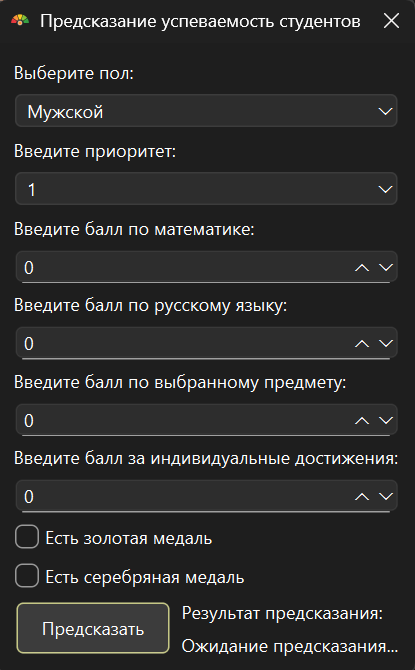 Предсказание успеваемость студентов
Выберите пол:
Мужской
Введите приоритет:
1
Введите балл по математике:
0
Введите балл по русскому языку:
0
Введите балл по выбранному предмету:
0
Введите балл за индивидуальные достижения:
0
Есть золотая медаль
Есть серебряная медаль
Предсказать
Результат предсказания:
Ожидание предсказания...